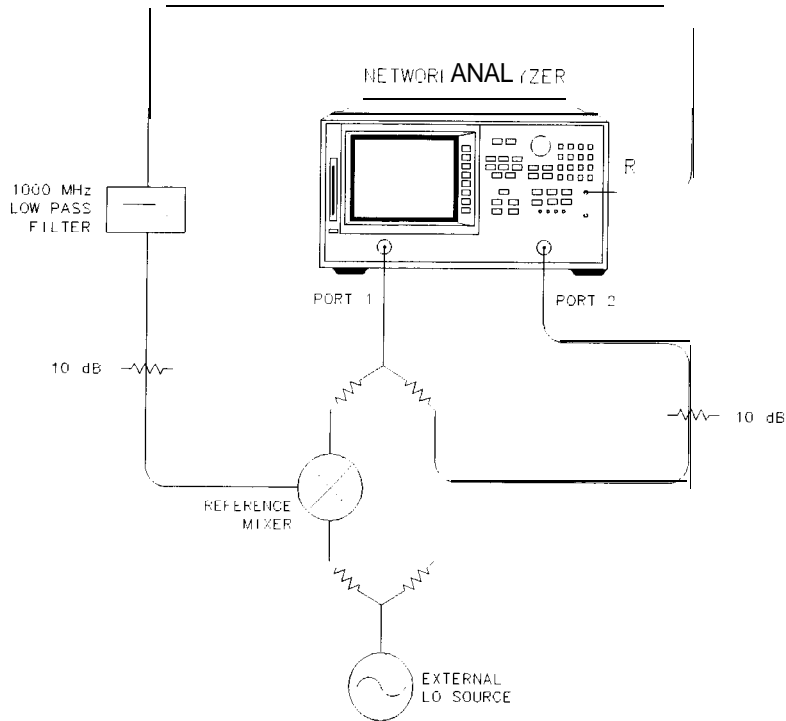 NETWORI ANAL YZER
R
1000 MHz
LOW PASS
FILTER
PORT 1
PORT 2
10 dB
10 dB
REFERENCE
MIXER
EXTERNAL
LO SOURCE